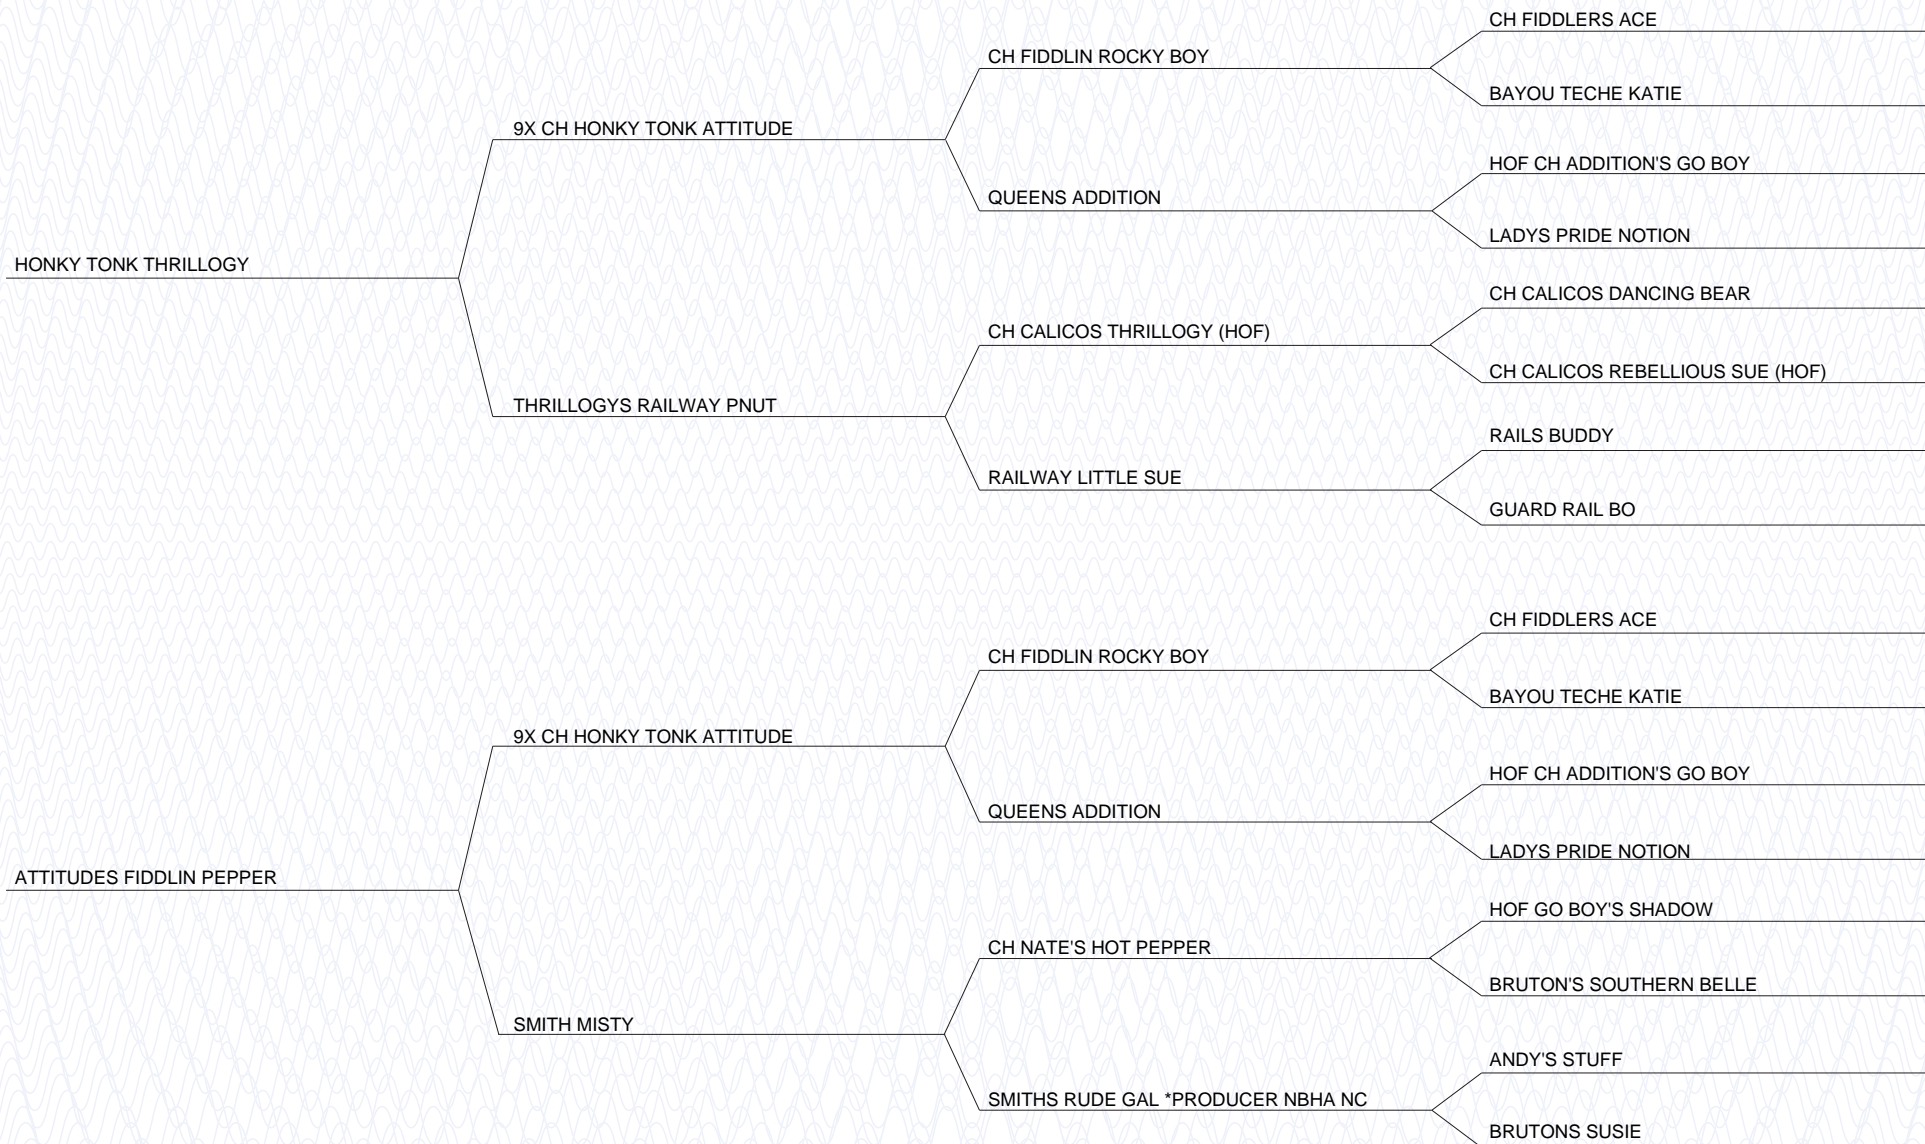 CH FIDDLERS ACE
CH FIDDLIN ROCKY BOY
BAYOU TECHE KATIE
9X CH HONKY TONK ATTITUDE
HOF CH ADDITION'S GO BOY
QUEENS ADDITION
LADYS PRIDE NOTION
HONKY TONK THRILLOGY
CH CALICOS DANCING BEAR
CH CALICOS THRILLOGY (HOF)
CH CALICOS REBELLIOUS SUE (HOF)
THRILLOGYS RAILWAY PNUT
RAILS BUDDY
RAILWAY LITTLE SUE
GUARD RAIL BO
CH FIDDLERS ACE
CH FIDDLIN ROCKY BOY
BAYOU TECHE KATIE
9X CH HONKY TONK ATTITUDE
HOF CH ADDITION'S GO BOY
QUEENS ADDITION
LADYS PRIDE NOTION
ATTITUDES FIDDLIN PEPPER
HOF GO BOY'S SHADOW
CH NATE'S HOT PEPPER
BRUTON'S SOUTHERN BELLE
SMITH MISTY
ANDY'S STUFF
SMITHS RUDE GAL *PRODUCER NBHA NC
BRUTONS SUSIE